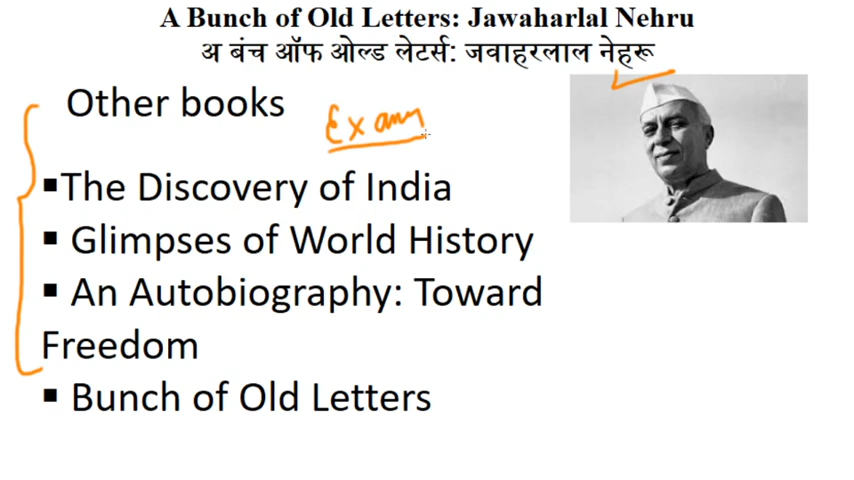 A Bunch of Old Letters: Jawaharlal Nehru
अ बंच ऑफ ओल्ड लेटर्स: जवाहरलाल नेहरू
Other books
Exam
▪The Discovery of India
▪ Glimpses of World History
▪ An Autobiography: Toward
Freedom
▪ Bunch of Old Letters